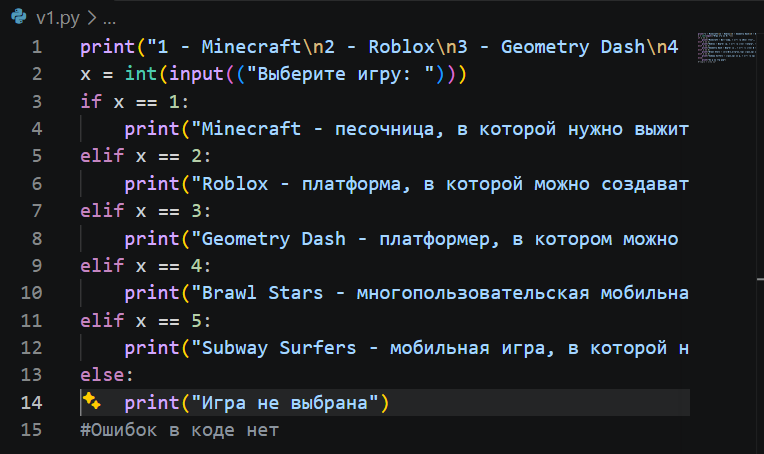 v1.py > ...
1 print("1 - Minecraft\n2 - Roblox\n3 - Geometry Dash\n4
2 x = int(input(("Выберите игру: ")))
3 if x == 1:
4 print("Minecraft - песочница, в которой нужно выжит
5 elif x == 2:
6 print("Roblox - платформа, в которой можно создават
7 elif x == 3:
8 print("Geometry Dash - платформер, в котором можно
9 elif x == 4:
10 print("Brawl Stars - многопользовательская мобильна
11 elif x == 5:
12 print("Subway Surfers - мобильная игра, в которой н
13 else:
14 print("Игра не выбрана")
15 #Ошибок в коде нет